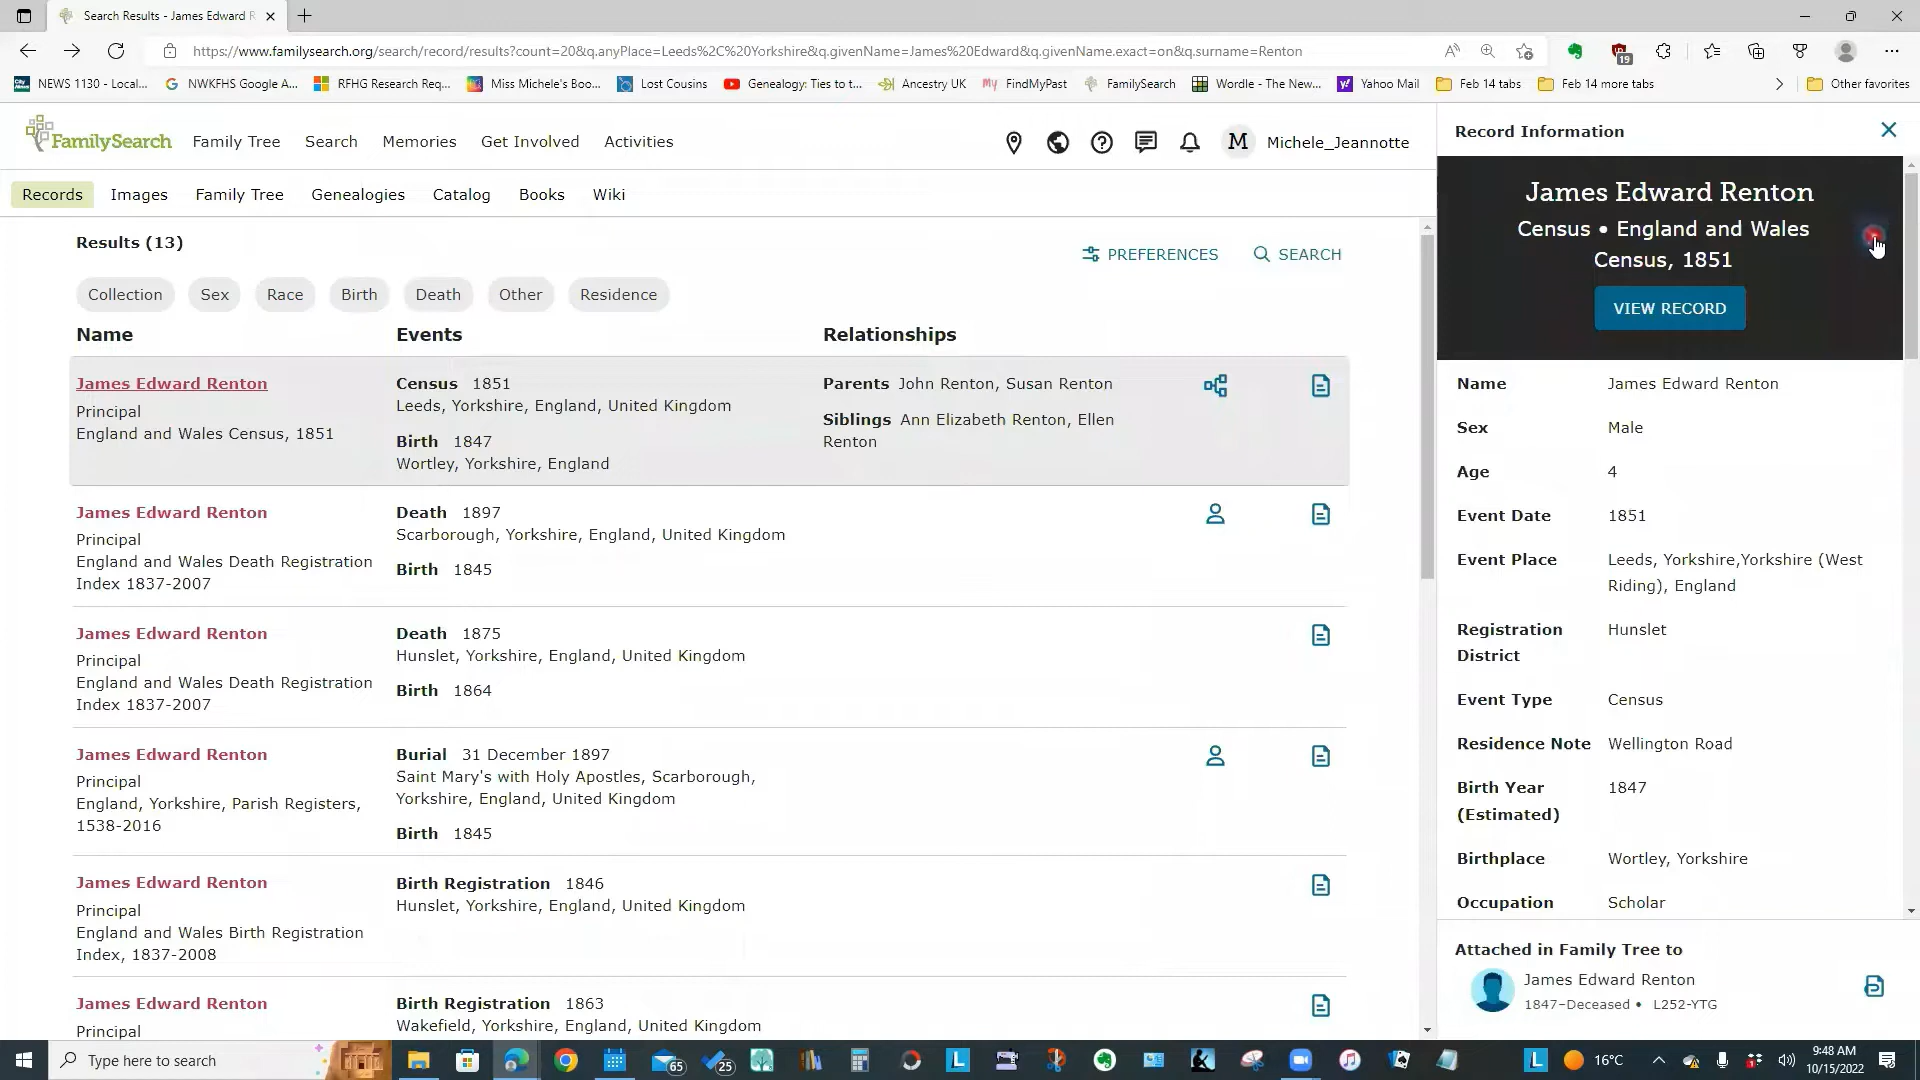 Search Results - James Edward R
https://www.familysearch.org/search/record/results?count=20&q.anyPlace=Leeds%2C%20Yorkshire&q.givenName=James%20Edward&q.givenName.exact=on&q.surname=Renton
19
NEWS 1130 - Local... NWKFHS Google A... RFHG Research Req... Miss Michele's Boo... Lost Cousins Genealogy: Ties to t... Ancestry UK FindMyPast FamilySearch Wordle - The New... Yahoo Mail Feb 14 tabs Feb 14 more tabs Other favorites
FamilySearch Family Tree Search Memories Get Involved Activities M Michele_Jeannotte
Records Images Family Tree Genealogies Catalog Books Wiki
Results (13)
PREFERENCES SEARCH
Collection Sex Race Birth Death Other Residence
Name Events Relationships
James Edward Renton
Principal
England and Wales Census, 1851
Census 1851
Leeds, Yorkshire, England, United Kingdom
Birth 1847
Wortley, Yorkshire, England
Parents John Renton, Susan Renton
Siblings Ann Elizabeth Renton, Ellen
Renton
James Edward Renton
Principal
England and Wales Death Registration
Index 1837-2007
Death 1897
Scarborough, Yorkshire, England, United Kingdom
Birth 1845
James Edward Renton
Principal
England and Wales Death Registration
Index 1837-2007
Death 1875
Hunslet, Yorkshire, England, United Kingdom
Birth 1864
James Edward Renton
Principal
England, Yorkshire, Parish Registers,
1538-2016
Burial 31 December 1897
Saint Mary's with Holy Apostles, Scarborough,
Yorkshire, England, United Kingdom
Birth 1845
James Edward Renton
Principal
England and Wales Birth Registration
Index, 1837-2008
Birth Registration 1846
Hunslet, Yorkshire, England, United Kingdom
James Edward Renton
Principal
Birth Registration 1863
Wakefield, Yorkshire, England, United Kingdom
Record Information
James Edward Renton
Census • England and Wales
Census, 1851
VIEW RECORD
Name James Edward Renton
Sex Male
Age 4
Event Date 1851
Event Place Leeds, Yorkshire,Yorkshire (West
Riding), England
Registration Hunslet
District
Event Type Census
Residence Note Wellington Road
Birth Year 1847
(Estimated)
Birthplace Wortley, Yorkshire
Occupation Scholar
Attached in Family Tree to
James Edward Renton
1847–Deceased • L252-YTG
Type here to search
65
25
L
L
16°C
9:48 AM
10/15/2022